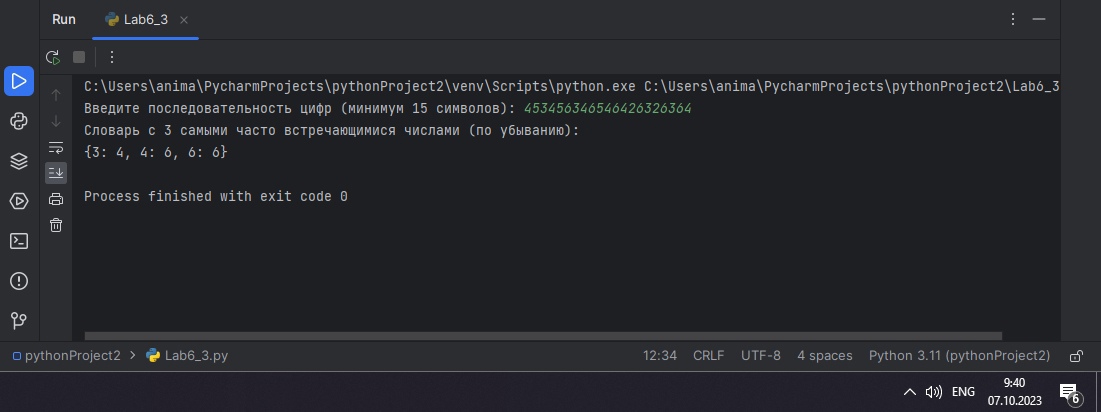 Run Lab6_3
C:\Users\anima\PycharmProjects\pythonProject2\venv\Scripts\python.exe C:\Users\anima\PycharmProjects\pythonProject2\Lab6_3
Введите последовательность цифр (минимум 15 символов): 453456346546426326364
Словарь с 3 самыми часто встречающимися числами (по убыванию):
{3: 4, 4: 6, 6: 6}
Process finished with exit code 0
pythonProject2 > Lab6_3.py 12:34 CRLF UTF-8 4 spaces Python 3.11 (pythonProject2)
ENG 9:40
07.10.2023 6